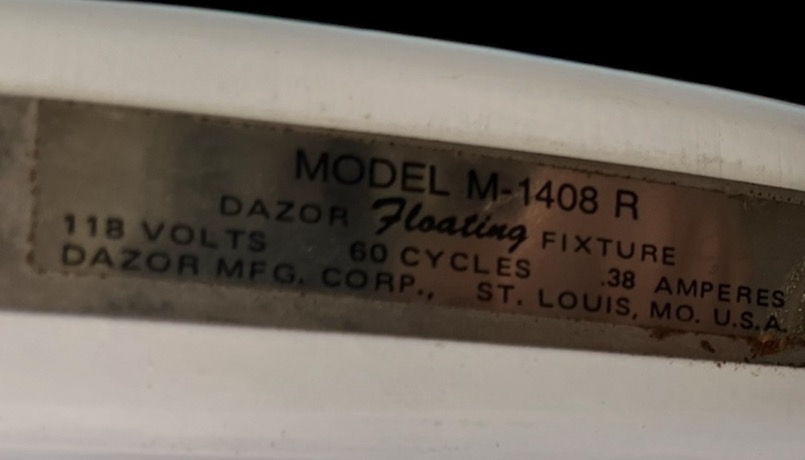 MODEL M-1408 R
DAZOR Floating FIXTURE
118 VOLTS 60 CYCLES .38 AMPERES
DAZOR MFG. CORP., ST. LOUIS, MO. U.S.A.